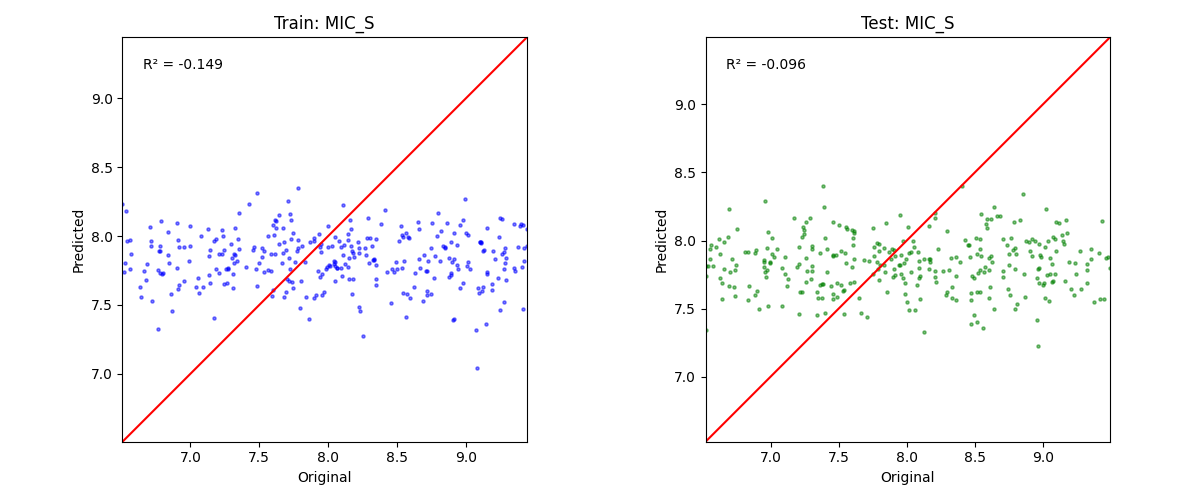 Train: MIC_S
R² = -0.149
9.0
8.5
8.0
7.5
7.0
Predicted
7.0 7.5 8.0 8.5 9.0
Original
Test: MIC_S
R² = -0.096
9.0
8.5
8.0
7.5
7.0
Predicted
7.0 7.5 8.0 8.5 9.0
Original